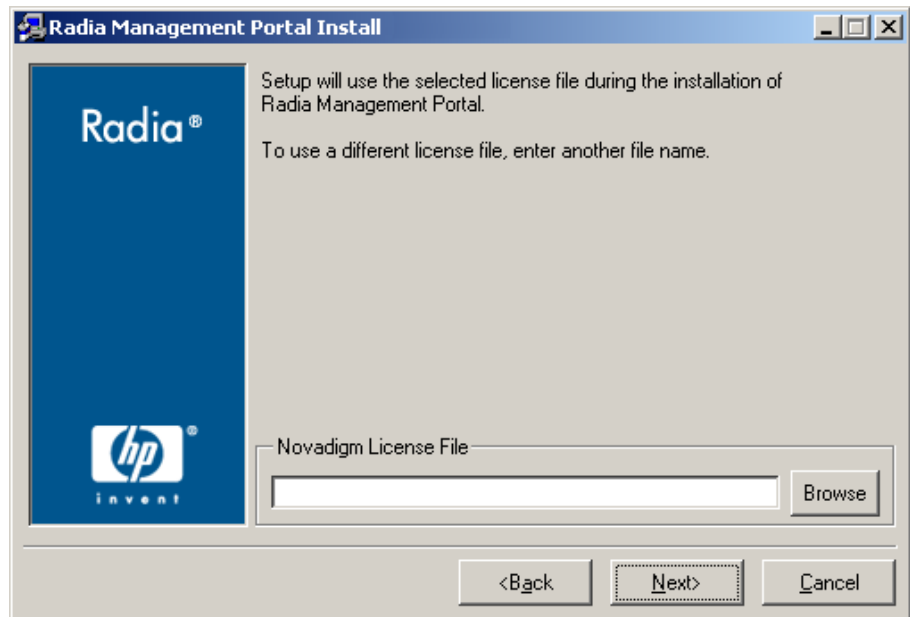 Radia Management Portal Install
Radia®
Setup will use the selected license file during the installation of
Radia Management Portal.
To use a different license file, enter another file name.
hp®
invent
Novadigm License File
Browse
<Back
Next>
Cancel